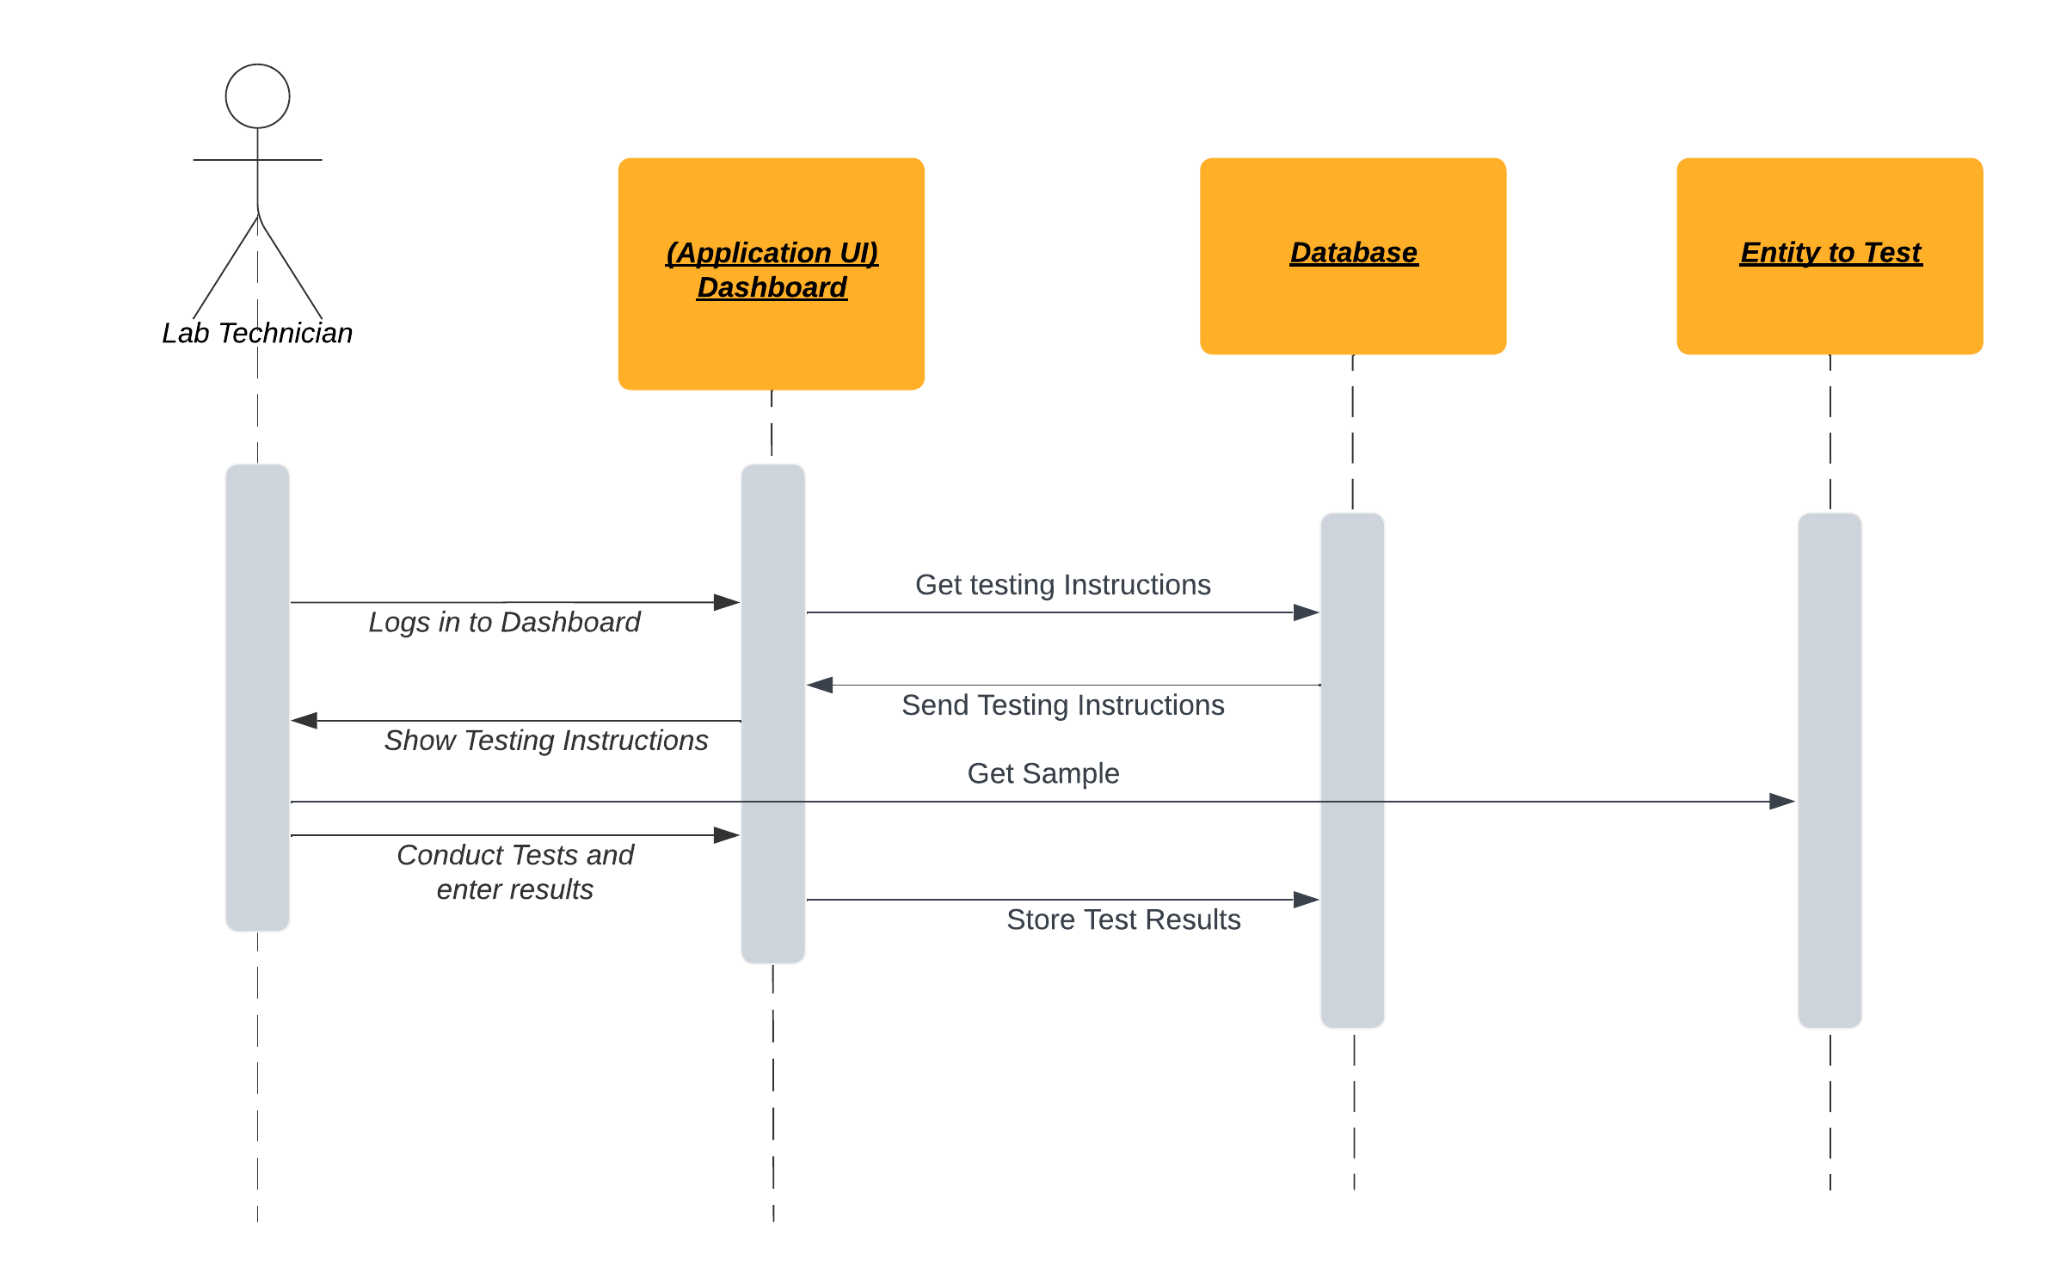 (Application UI)
Dashboard
Database
Entity to Test
Lab Technician
Get testing Instructions
Logs in to Dashboard
Send Testing Instructions
Show Testing Instructions
Get Sample
Conduct Tests and
enter results
Store Test Results